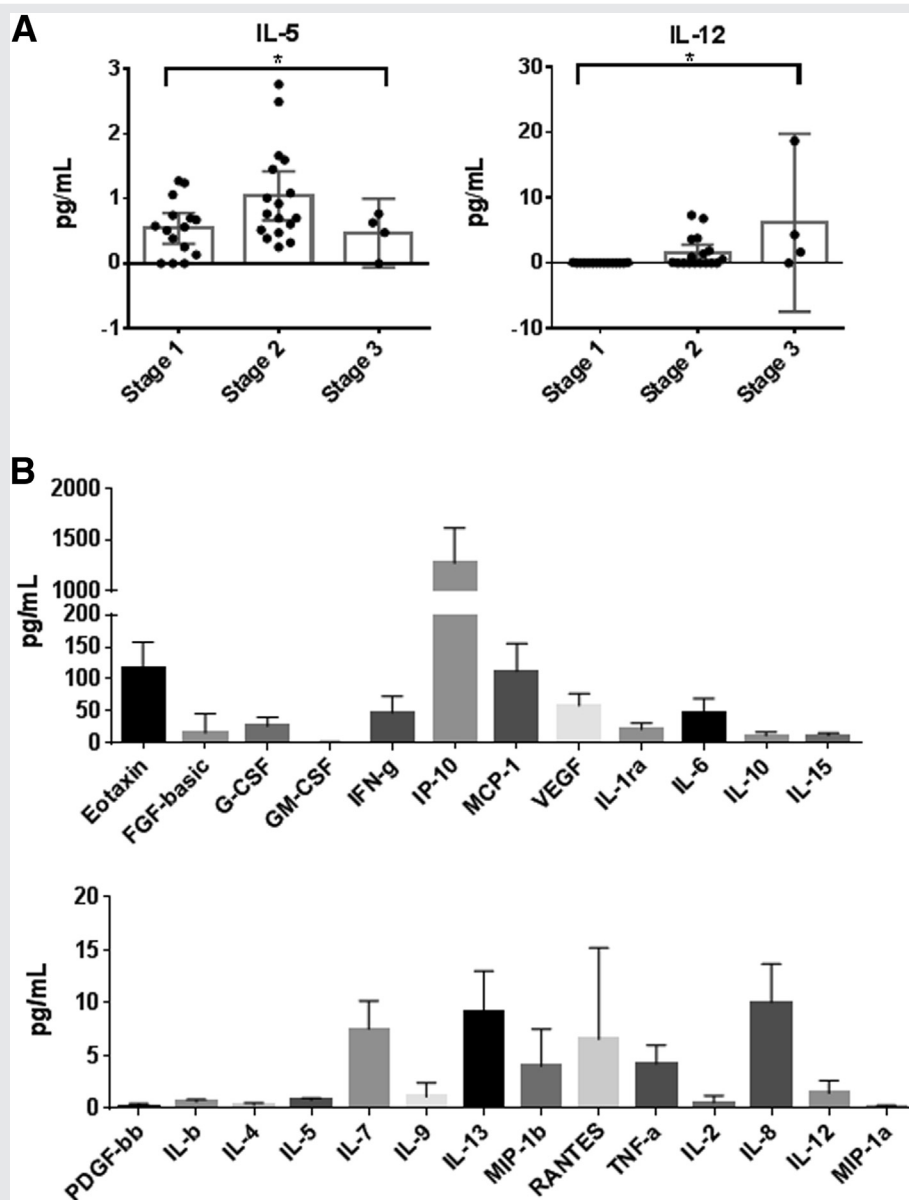 A
IL-5
*
3
2
1
0
-1
pg/mL
Stage 1
Stage 2
Stage 3
IL-12
*
30
20
10
0
-10
pg/mL
Stage 1
Stage 2
Stage 3
B
2000
1500
1000
200
150
100
50
0
pg/mL
Eotaxin
FGF-basic
G-CSF
GM-CSF
IFN-g
IP-10
MCP-1
VEGF
IL-1ra
IL-6
IL-10
IL-15
20
15
10
5
0
pg/mL
PDGF-bb
IL-b
IL-4
IL-5
IL-7
IL-9
IL-13
MIP-1b
RANTES
TNF-a
IL-2
IL-8
IL-12
MIP-1a